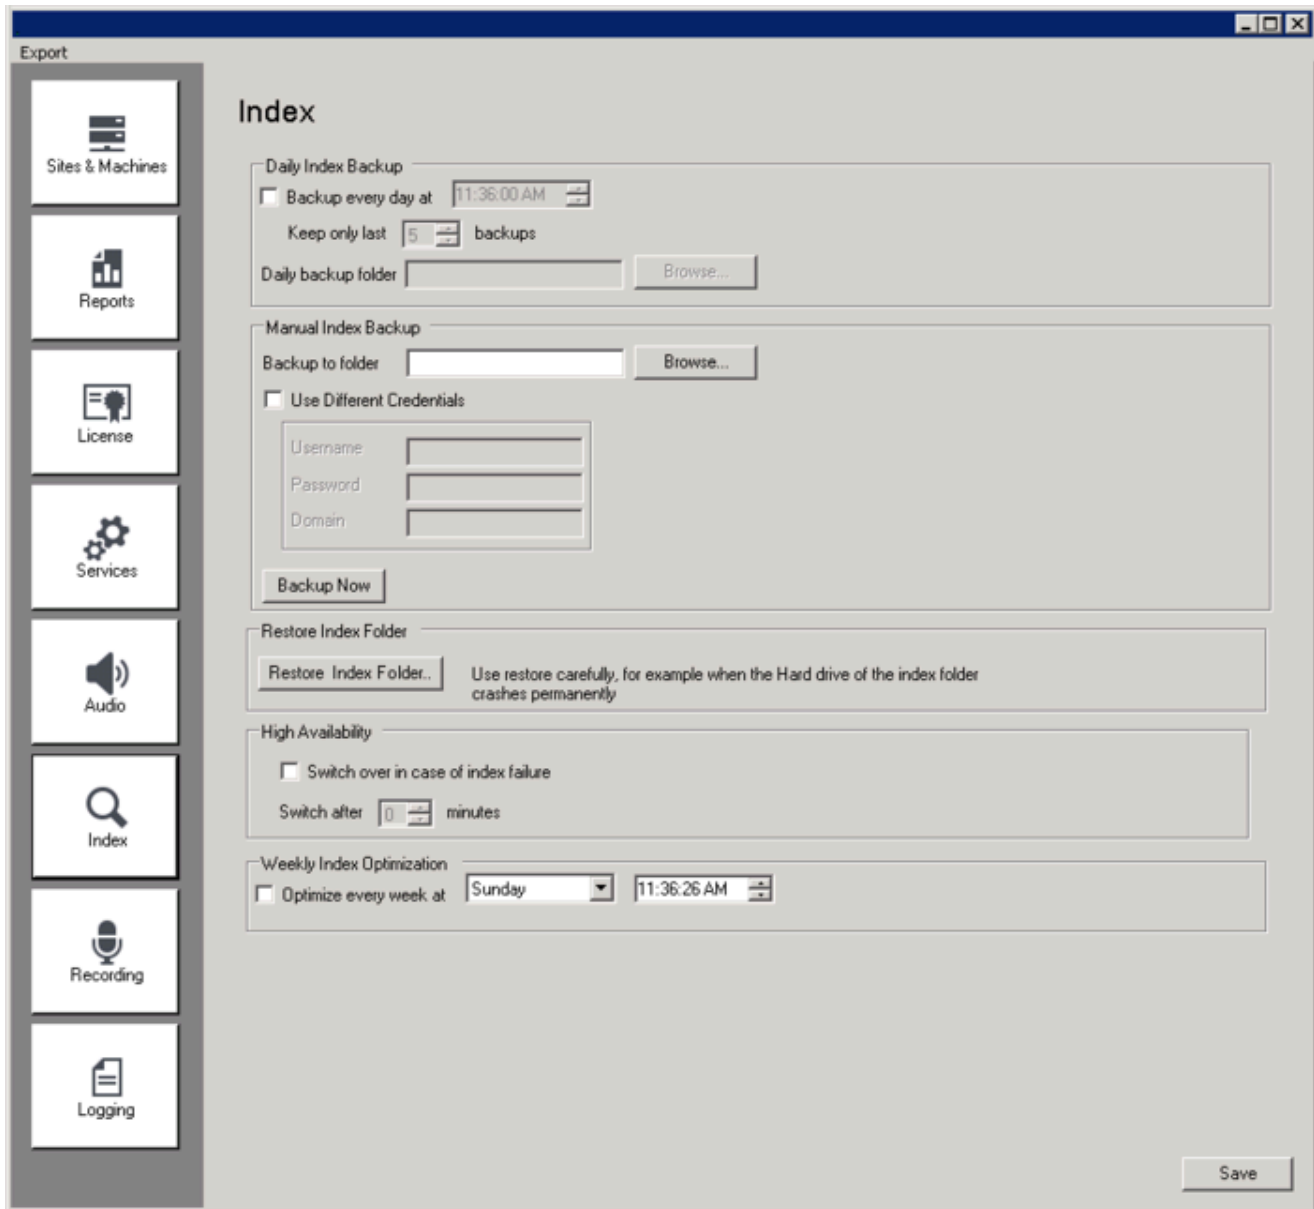 Export
Sites & Machines
Reports
License
Services
Audio
Index
Recording
Logging
Index
Daily Index Backup
Backup every day at 11:36:00 AM
Keep only last 5 backups
Daily backup folder Browse...
Manual Index Backup
Backup to folder Browse...
Use Different Credentials
Username
Password
Domain
Backup Now
Restore Index Folder
Restore Index Folder.. Use restore carefully, for example when the Hard drive of the index folder
crashes permanently
High Availability
Switch over in case of index failure
Switch after 0 minutes
Weekly Index Optimization
Optimize every week at Sunday 11:36:26 AM
Save